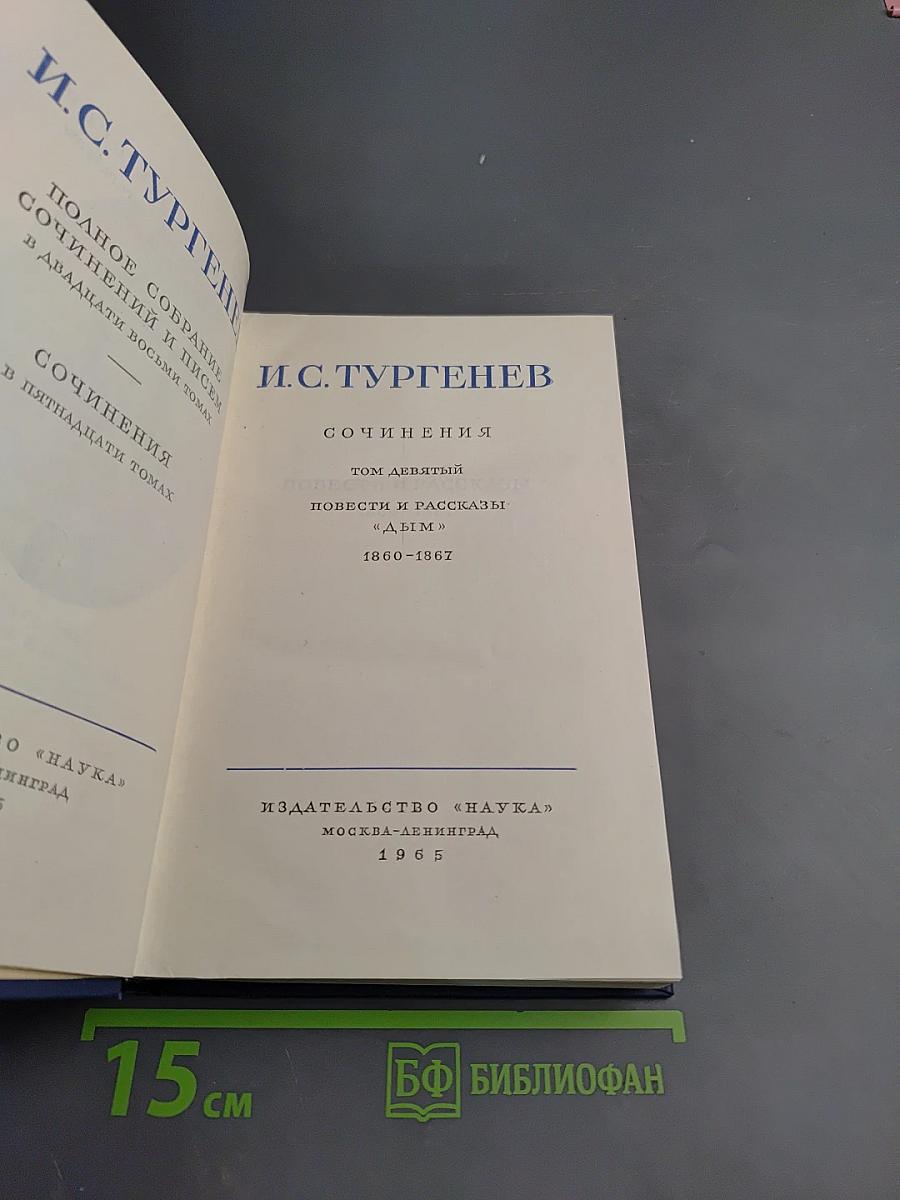 И.С.ТУРГЕНЕ
ПОЛНОЕ СОБРАНИЕ
СОЧИНЕНИЙ И ПИСЕМ
В ДВАДЦАТИ ВОСЬМИ ТОМАХ
СОЧИНЕНИЯ
В ПЯТНАДЦАТИ ТОМАХ
«НАУКА»
И.С.ТУРГЕНЕВ
СОЧИНЕНИЯ
ТОМ ДЕВЯТЫЙ
ПОВЕСТИ И РАССКАЗЫ
«ДЫМ»
1860-1867
ИЗДАТЕЛЬСТВО «НАУКА»
МОСКВА-ЛЕНИНГРАД
1965
15 см
БФ БИБЛИОФАН